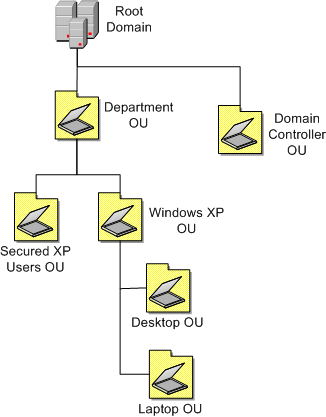 Root
Domain
Department
OU
Domain
Controller
OU
Secured XP
Users OU
Windows XP
OU
Desktop OU
Laptop OU